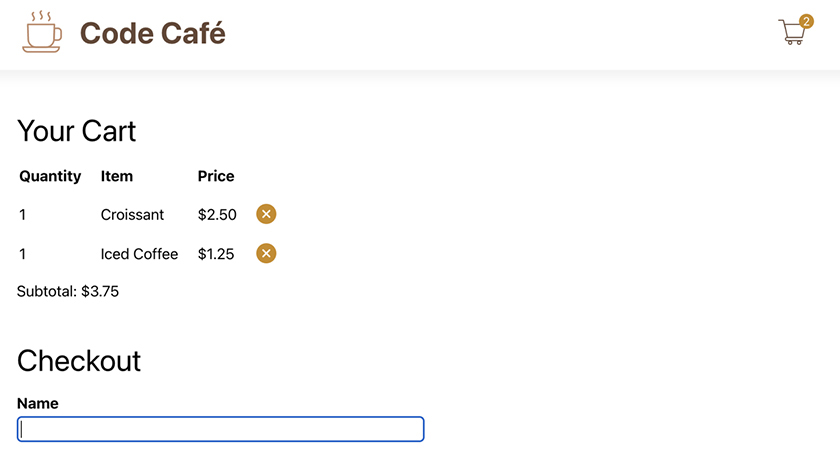 Code Café
2
Your Cart
Quantity Item Price
1 Croissant $2.50
1 Iced Coffee $1.25
Subtotal: $3.75
Checkout
Name